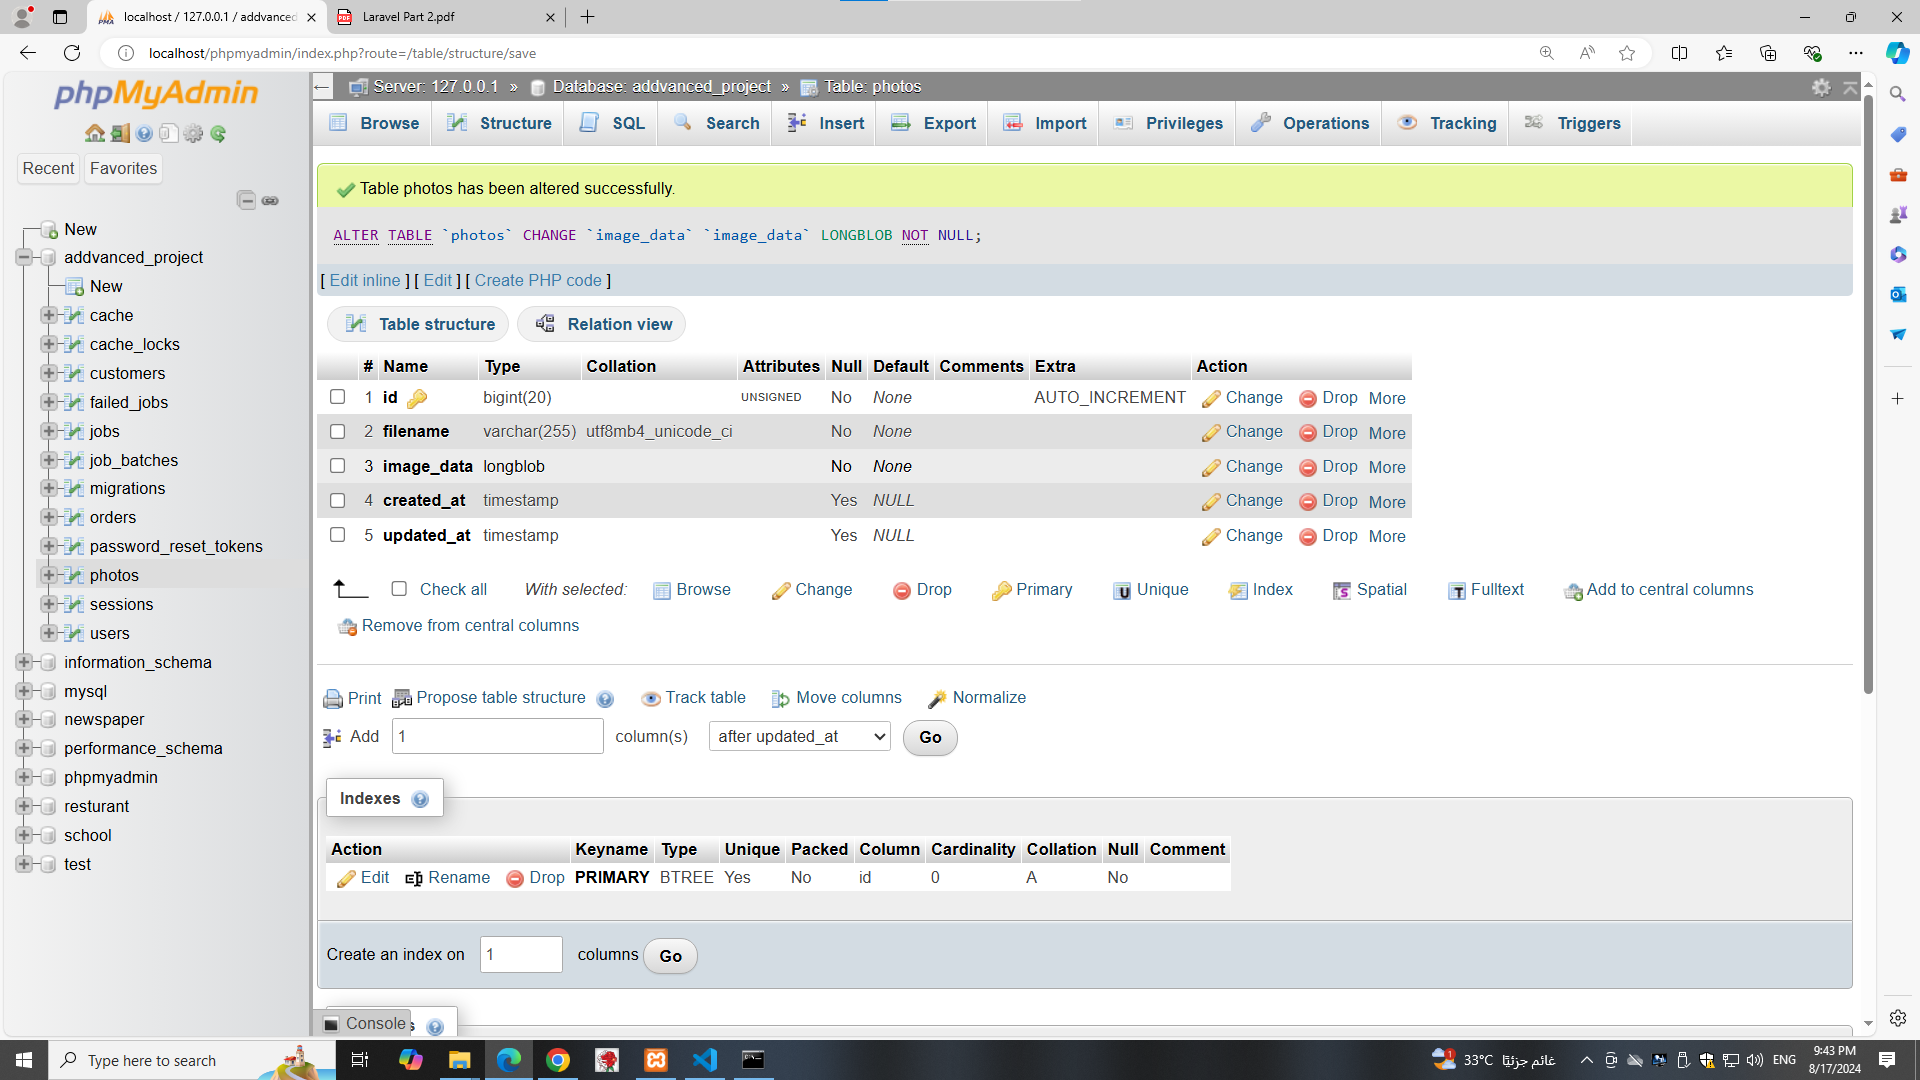 localhost / 127.0.0.1 / addvanced
Laravel Part 2.pdf
localhost/phpmyadmin/index.php?route=/table/structure/save
phpMyAdmin
Recent
Favorites
New
addvanced_project
New
cache
cache_locks
customers
failed_jobs
jobs
job_batches
migrations
orders
password_reset_tokens
photos
sessions
users
information_schema
mysql
newspaper
performance_schema
phpmyadmin
resturant
school
test
Server: 127.0.0.1 » Database: addvanced_project » Table: photos
Browse Structure SQL Search Insert Export Import Privileges Operations Tracking Triggers
Table photos has been altered successfully.
ALTER TABLE `photos` CHANGE `image_data` `image_data` LONGBLOB NOT NULL;
[ Edit inline ] [ Edit ] [ Create PHP code ]
Table structure Relation view
# Name Type Collation Attributes Null Default Comments Extra Action
1 id bigint(20) UNSIGNED No None AUTO_INCREMENT Change Drop More
2 filename varchar(255) utf8mb4_unicode_ci No None Change Drop More
3 image_data longblob No None Change Drop More
4 created_at timestamp Yes NULL Change Drop More
5 updated_at timestamp Yes NULL Change Drop More
Check all With selected: Browse Change Drop Primary Unique Index Spatial Fulltext Add to central columns
Remove from central columns
Print Propose table structure Track table Move columns Normalize
Add 1 column(s) after updated_at Go
Indexes
Action Keyname Type Unique Packed Column Cardinality Collation Null Comment
Edit Rename Drop PRIMARY BTREE Yes No id 0 A No
Create an index on 1 columns Go
Console
Type here to search
33°C غائم جزئيًا
ENG
9:43 PM
8/17/2024